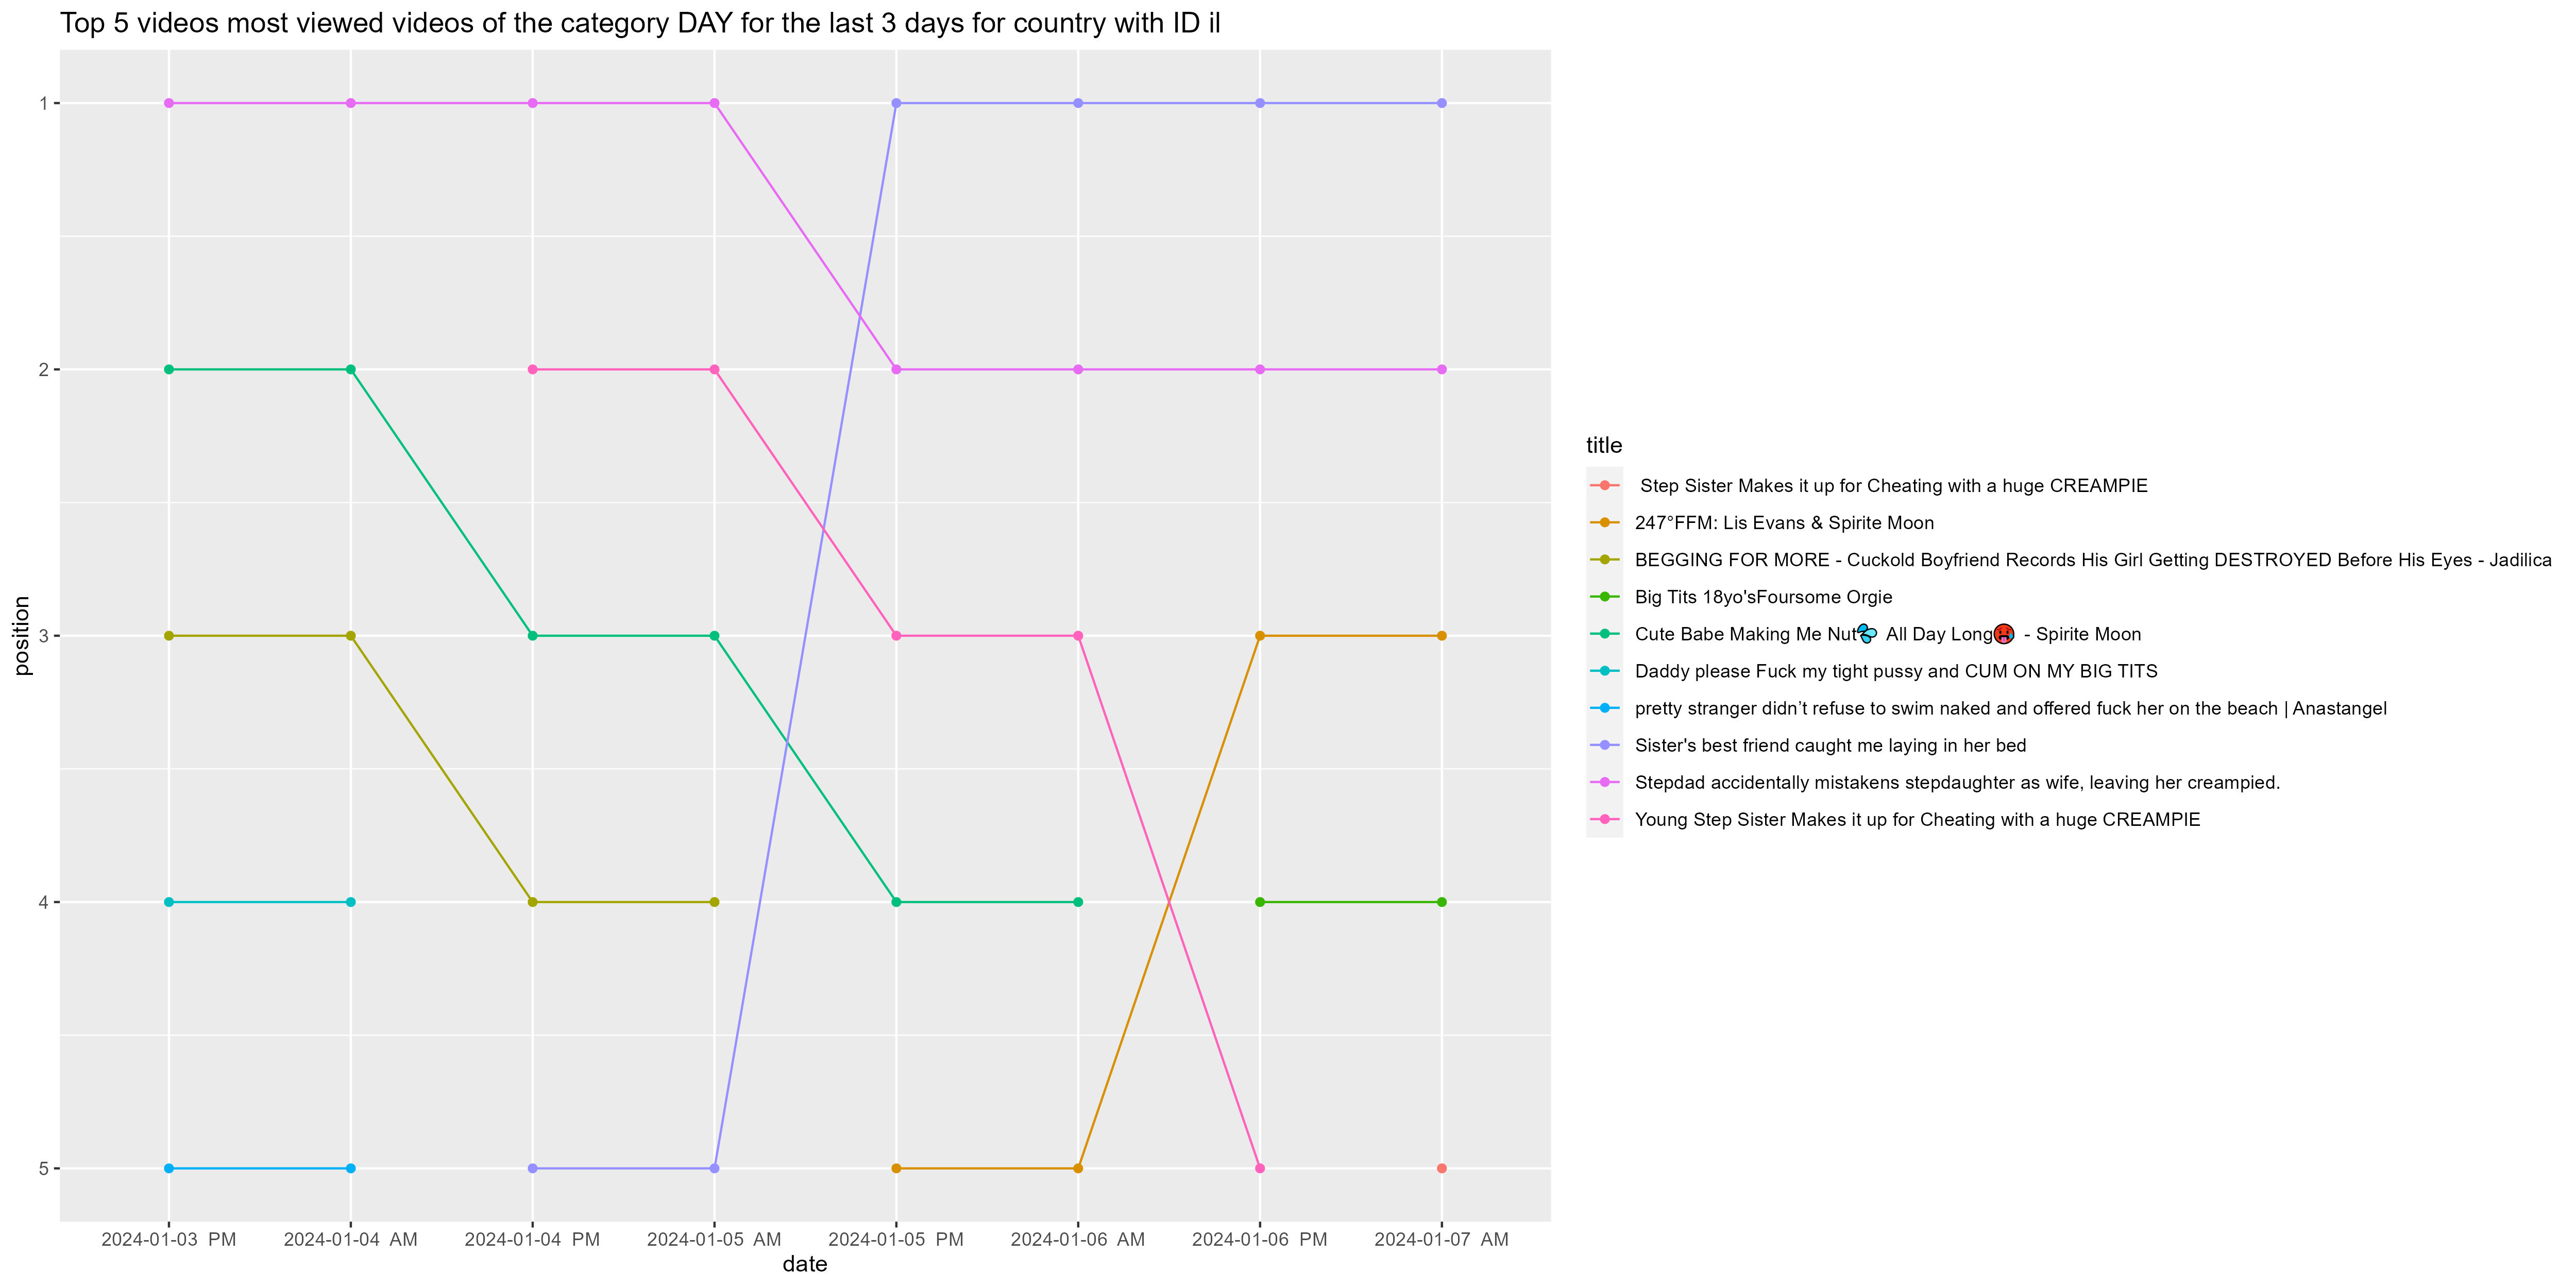 Top 5 videos most viewed videos of the category DAY for the last 3 days for country with ID il
position
1
2
3
4
5
2024-01-03 PM
2024-01-04 AM
2024-01-04 PM
2024-01-05 AM
2024-01-05 PM
2024-01-06 AM
2024-01-06 PM
2024-01-07 AM
date
title
Step Sister Makes it up for Cheating with a huge CREAMPIE
247°FFM: Lis Evans & Spirite Moon
BEGGING FOR MORE - Cuckold Boyfriend Records His Girl Getting DESTROYED Before His Eyes - Jadilica
Big Tits 18yo'sFoursome Orgie
Cute Babe Making Me Nut💦 All Day Long🥵 - Spirite Moon
Daddy please Fuck my tight pussy and CUM ON MY BIG TITS
pretty stranger didn’t refuse to swim naked and offered fuck her on the beach | Anastangel
Sister's best friend caught me laying in her bed
Stepdad accidentally mistakens stepdaughter as wife, leaving her creampied.
Young Step Sister Makes it up for Cheating with a huge CREAMPIE